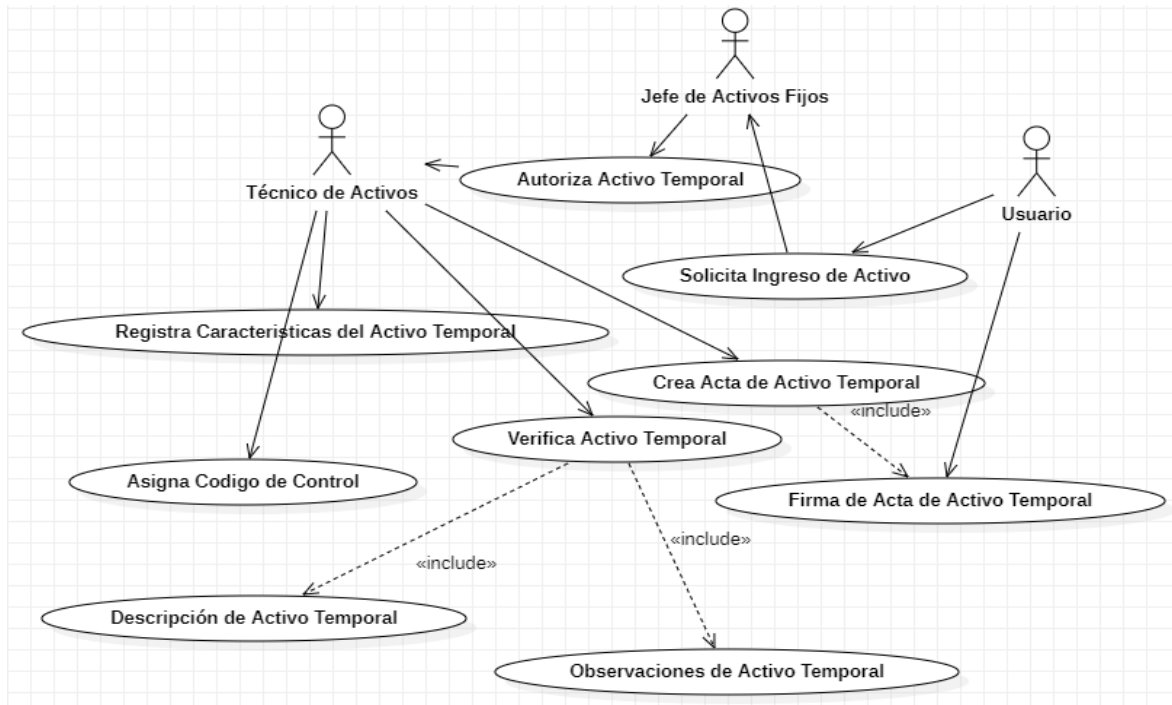 Jefe de Activos Fijos
Autoriza Activo Temporal
Técnico de Activos
Usuario
Solicita Ingreso de Activo
Registra Caracteristicas del Activo Temporal
Crea Acta de Activo Temporal
«include»
Verifica Activo Temporal
Asigna Codigo de Control
Firma de Acta de Activo Temporal
«include»
«include»
Descripción de Activo Temporal
Observaciones de Activo Temporal